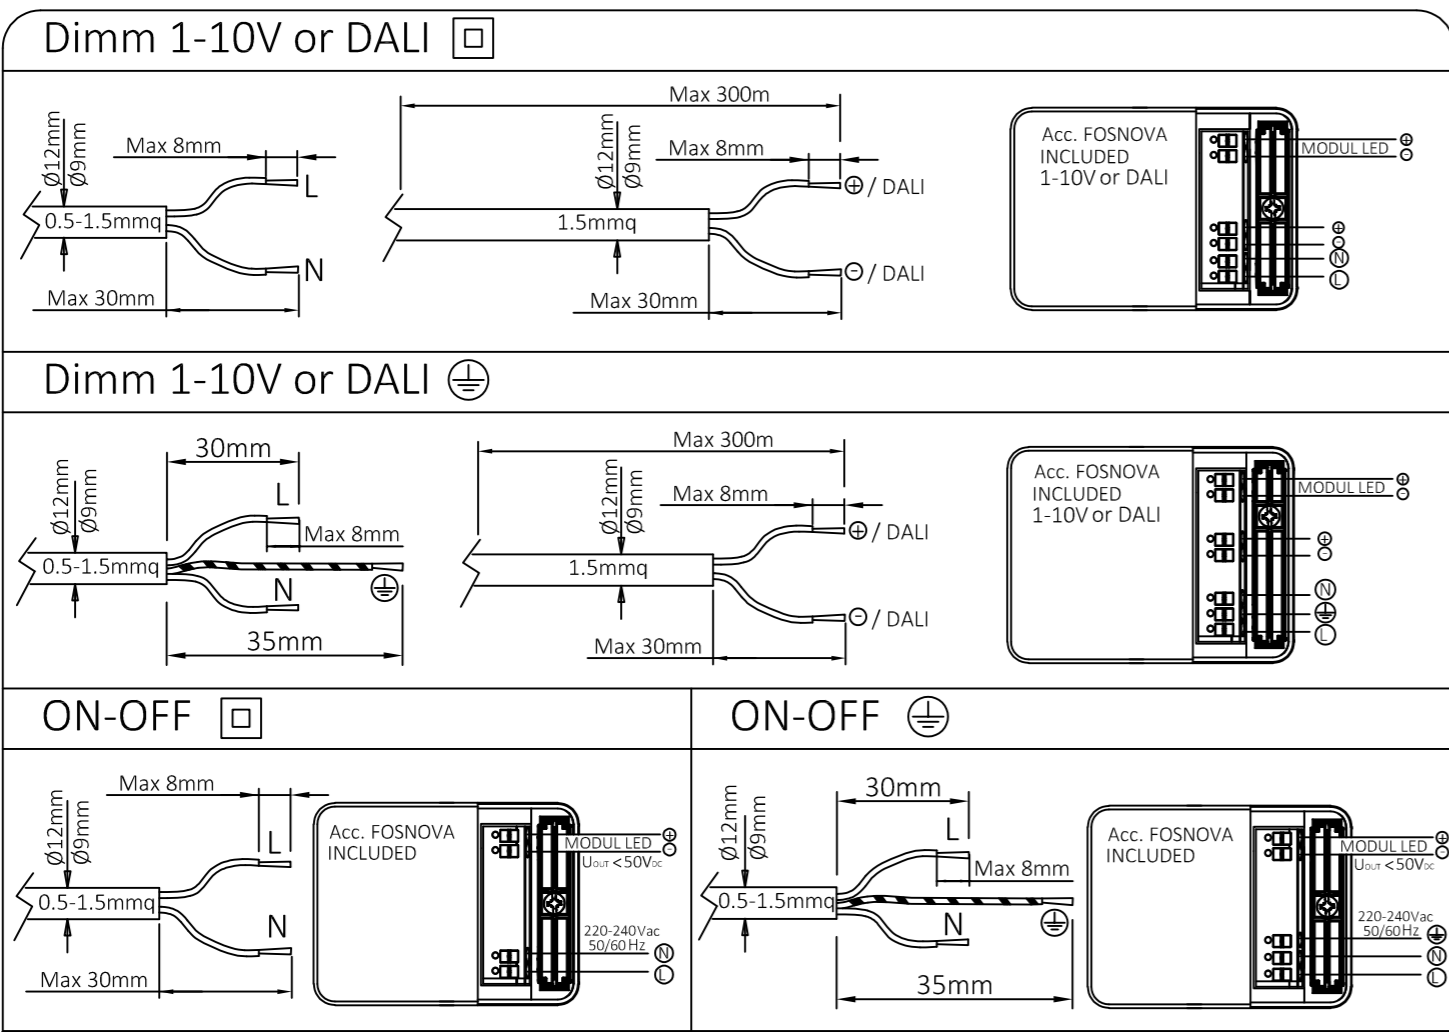 Dimm 1-10V or DALI
Ø12mm
Ø9mm
Max 8mm
L
0.5-1.5mmq
N
Max 30mm
Max 300m
Ø12mm
Ø9mm
Max 8mm
⊕ / DALI
1.5mmq
⊖ / DALI
Max 30mm
Acc. FOSNOVA
INCLUDED
1-10V or DALI
MODUL LED
⊕
⊖
⊕
⊖
N
L
Dimm 1-10V or DALI
30mm
Ø12mm
Ø9mm
L
Max 8mm
0.5-1.5mmq
N
35mm
Max 300m
Ø12mm
Ø9mm
Max 8mm
⊕ / DALI
1.5mmq
⊖ / DALI
Max 30mm
Acc. FOSNOVA
INCLUDED
1-10V or DALI
MODUL LED
⊕
⊖
⊕
⊖
N
L
ON-OFF
Max 8mm
Ø12mm
Ø9mm
L
0.5-1.5mmq
N
Max 30mm
Acc. FOSNOVA
INCLUDED
MODUL LED
⊕
⊖
UOUT <50VDC
220-240Vac
50/60Hz
N
L
ON-OFF
30mm
Ø12mm
Ø9mm
L
Max 8mm
0.5-1.5mmq
N
35mm
Acc. FOSNOVA
INCLUDED
MODUL LED
⊕
⊖
UOUT <50VDC
220-240Vac
50/60Hz
N
L